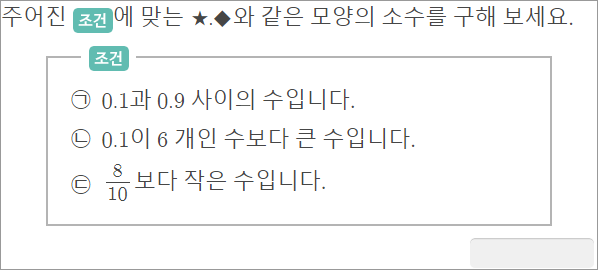 주어진 조건에 맞는 ★.◆와 같은 모양의 소수를 구해 보세요.
조건
㉠ 0.1과 0.9 사이의 수입니다.
㉡ 0.1이 6 개인 수보다 큰 수입니다.
㉢ 8/10 보다 작은 수입니다.